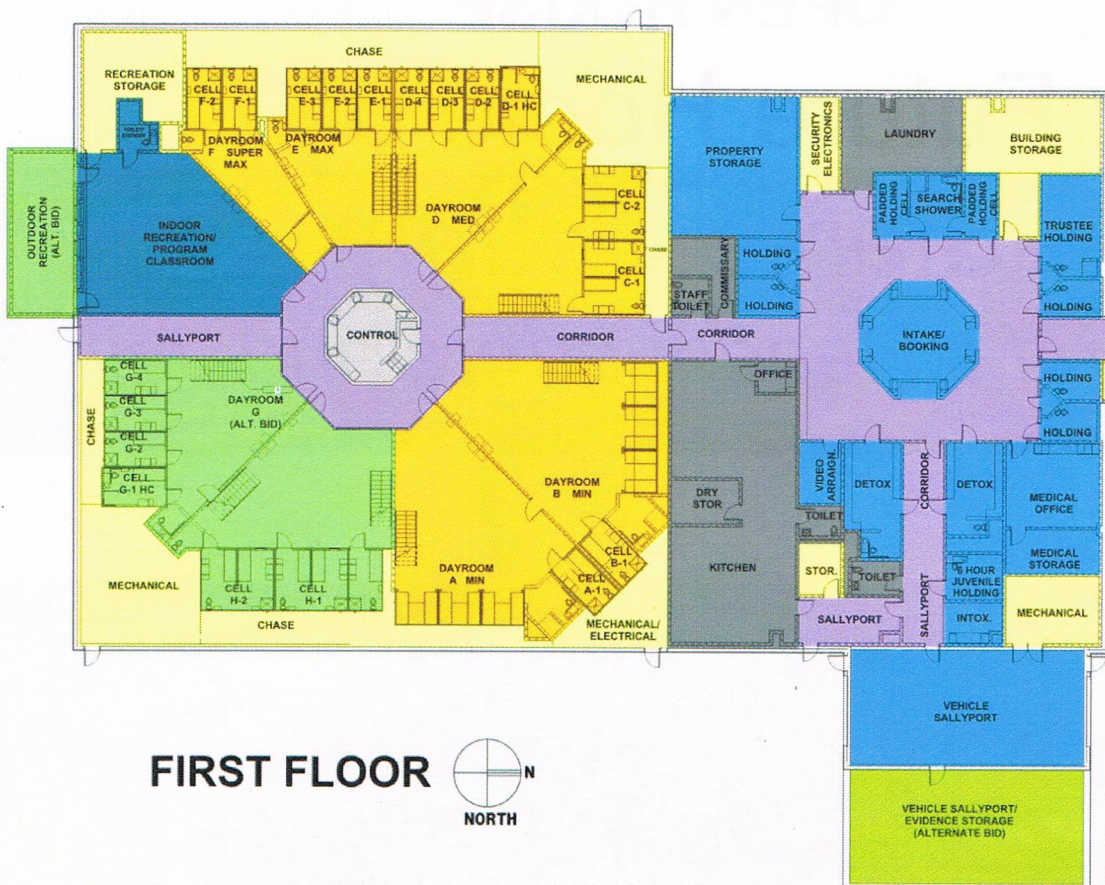 CHASE
RECREATION
STORAGE
MECHANICAL
CELL
F-2
CELL
F-1
CELL
E-3
CELL
E-2
CELL
E-1
CELL
D-4
CELL
D-3
CELL
D-2
CELL
D-1 HC
TOILET/
SHOWER
DAYROOM
F SUPER
MAX
DAYROOM
E MAX
DAYROOM
D MED
CELL
C-2
CELL
C-1
CHASE
OUTDOOR
RECREATION
(ALT. BID)
INDOOR
RECREATION/
PROGRAM
CLASSROOM
PROPERTY
STORAGE
SECURITY
ELECTRONICS
LAUNDRY
BUILDING
STORAGE
PADDED
HOLDING
CELL
SEARCH
SHOWER
PADDED
HOLDING
CELL
TRUSTEE
HOLDING
HOLDING
HOLDING
COMMISSARY
STAFF
TOILET
HOLDING
SALLYPORT
CONTROL
CORRIDOR
CORRIDOR
INTAKE/
BOOKING
OFFICE
HOLDING
HOLDING
CELL
G-4
CELL
G-3
CELL
G-2
CELL
G-1 HC
CHASE
DAYROOM
G
(ALT. BID)
DAYROOM
B MIN
DAYROOM
A MIN
CELL
B-1
CELL
A-1
MECHANICAL
CELL
H-2
CELL
H-1
CHASE
MECHANICAL/
ELECTRICAL
DRY
STOR
KITCHEN
VIDEO
ARRAIGN.
DETOX
CORRIDOR
DETOX
MEDICAL
OFFICE
TOILET
MEDICAL
STORAGE
STOR.
TOILET
6 HOUR
JUVENILE
HOLDING
MECHANICAL
SALLYPORT
SALLYPORT
INTOX.
VEHICLE
SALLYPORT
VEHICLE SALLYPORT/
EVIDENCE STORAGE
(ALTERNATE BID)
FIRST FLOOR
N
NORTH